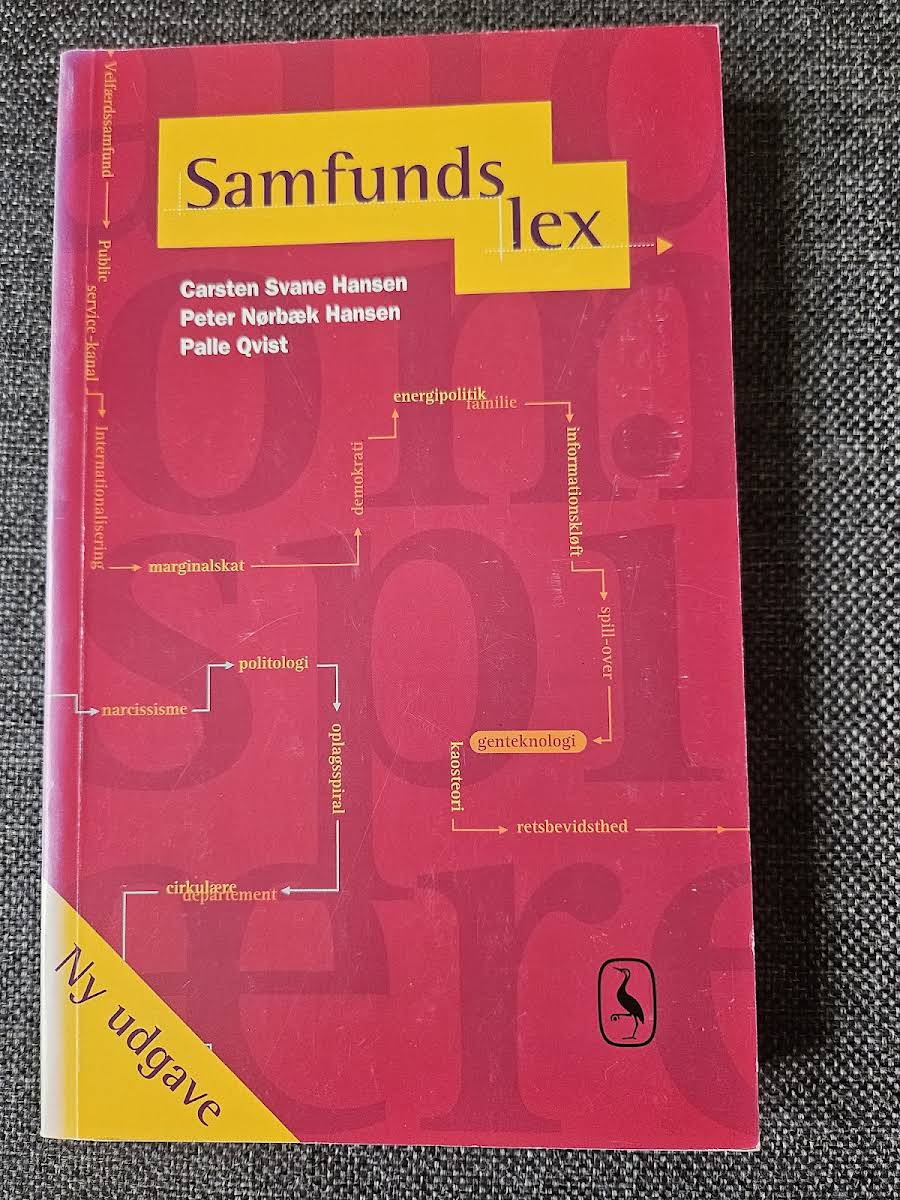 Samfunds
lex
Carsten Svane Hansen
Peter Nørbæk Hansen
Palle Qvist
Velfærdssamfund
Public
service-kanal
Internationalisering
marginalskat
demokrati
energipolitik
familie
informationskløft
spill-over
genteknologi
kaosteori
retsbevidsthed
narcissisme
politologi
oplagsspiral
cirkulære
departement
Ny udgave